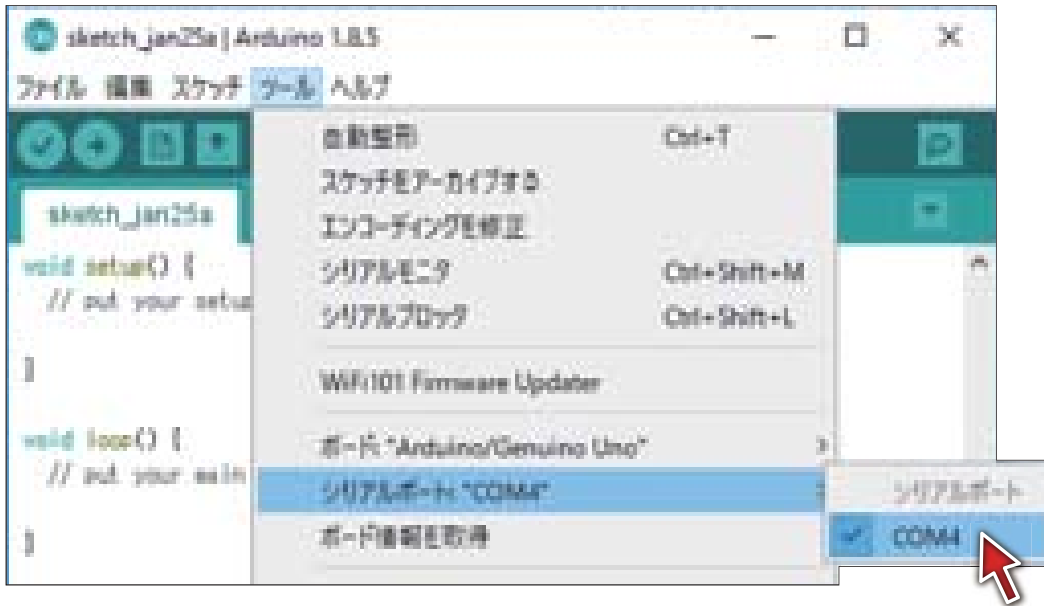 sketch_jan25a | Arduino 1.8.5
ファイル 編集 スケッチ ツール ヘルプ
sketch_jan25a
void setup() {
// put your setup
}
void loop() {
// put your main
}
自動整形 Ctrl+T
スケッチをアーカイブする
エンコーディングを修正
シリアルモニタ Ctrl+Shift+M
シリアルプロッタ Ctrl+Shift+L
WiFi101 Firmware Updater
ボード: "Arduino/Genuino Uno"
シリアルポート: "COM4"
ボード情報を取得
シリアルポート
COM4